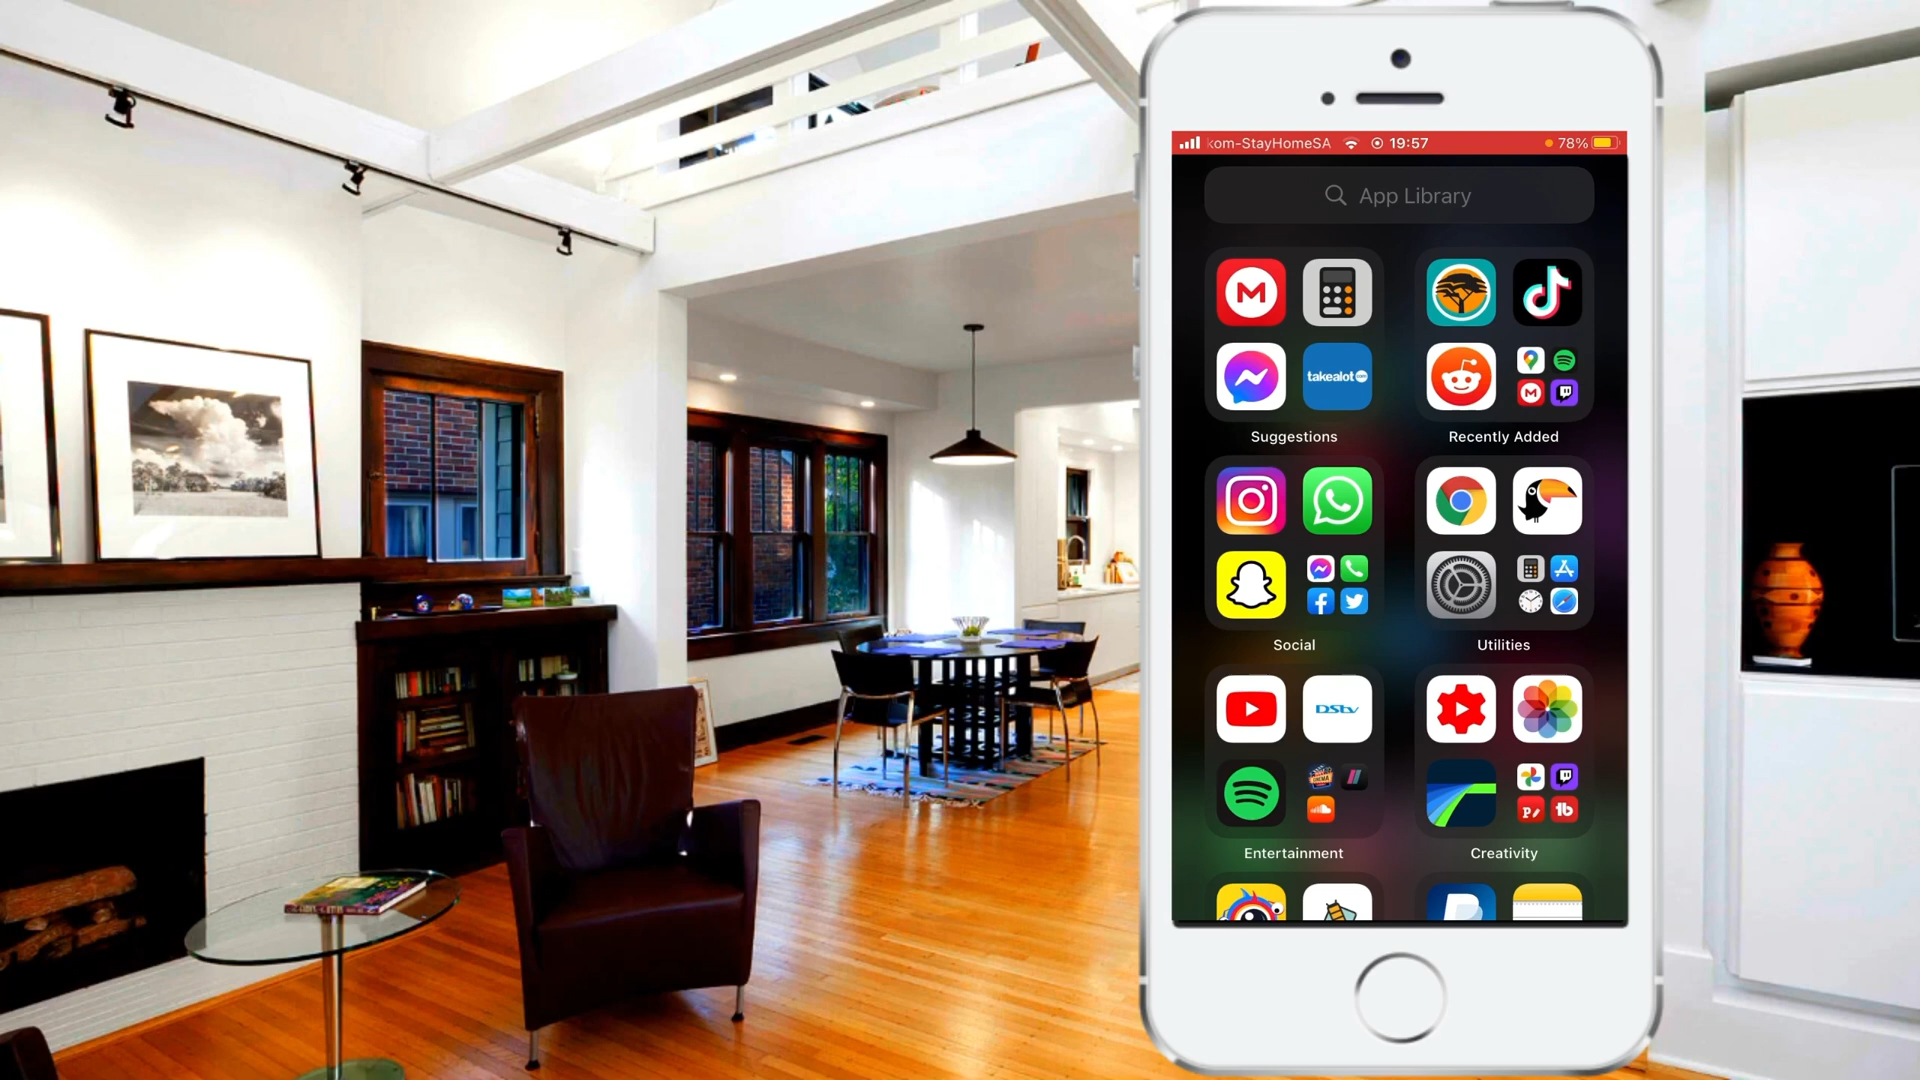 kom-StayHomeSA 19:57 78%
App Library
takealot
Suggestions
Recently Added
Social
Utilities
DStv
Entertainment
Creativity